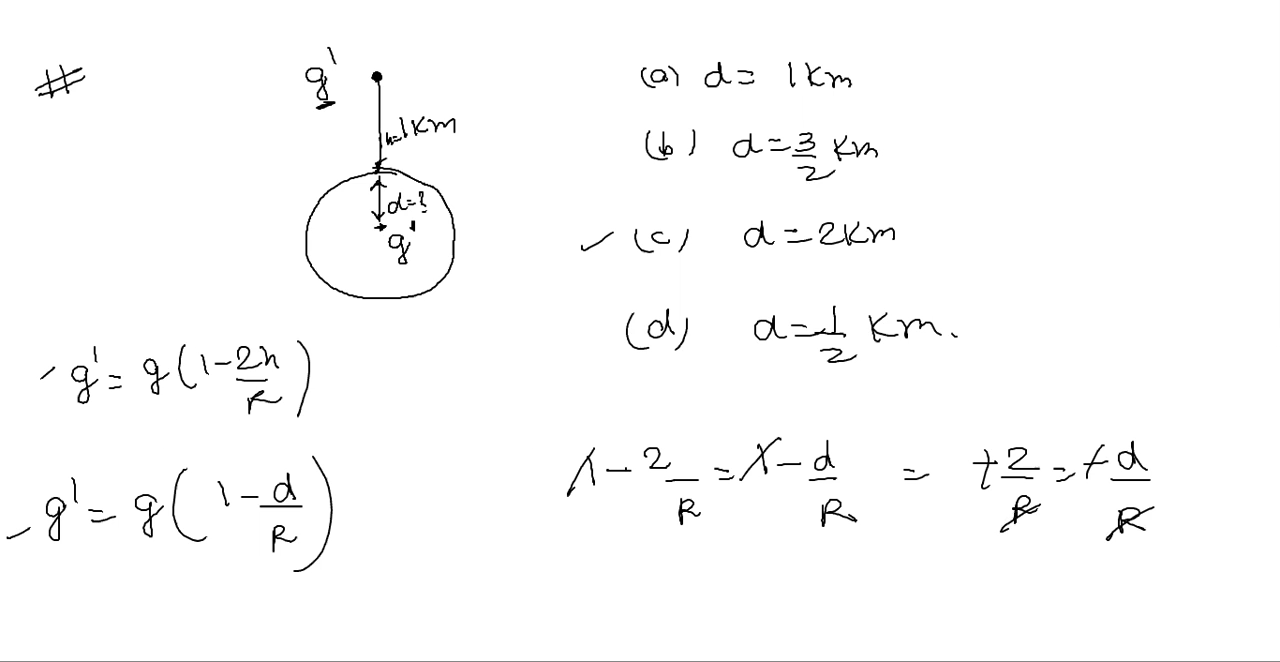 #
g'
h=1Km
d=?
g'
(a) d= 1Km
(b) d=3/2 Km
✓ (c) d=2Km
(d) d=1/2 Km.
g'= g(1-2h/R)
g'= g(1-d/R)
1-2/R=1-d/R = +2/R=+d/R